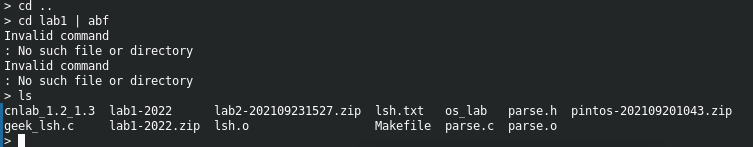 > cd ..
> cd lab1 | abf
Invalid command
: No such file or directory
Invalid command
: No such file or directory
> ls
cnlab_1.2_1.3  lab1-2022      lab2-202109231527.zip  lsh.txt   os_lab   parse.h  pintos-202109201043.zip
geek_lsh.c     lab1-2022.zip  lsh.o                  Makefile  parse.c  parse.o
>